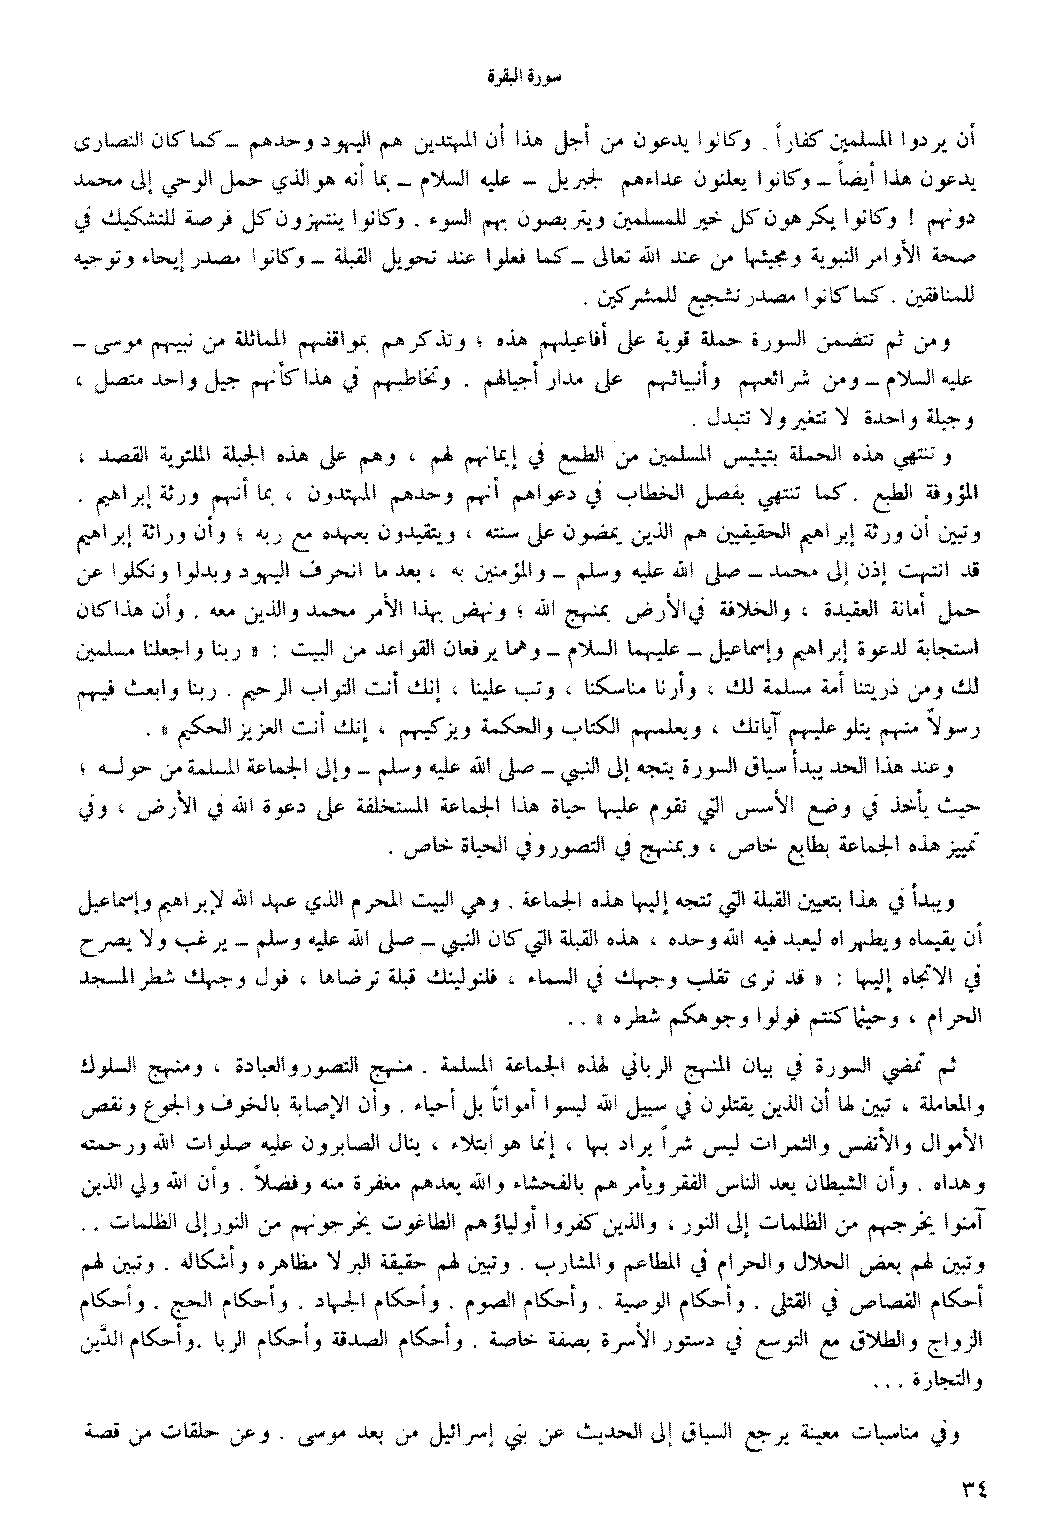 سورة البقرة
أن يردوا المسلمين كفاراً . وكانوا يدعون من أجل هذا أن المهتدين هم اليهود وحدهم – كما كان النصارى
يدعون هذا أيضاً – وكانوا يعلنون عداءهم لجبريل – عليه السلام – بما أنه هو الذي حمل الوحي إلى محمد
دونهم ! وكانوا يكرهون كل خير للمسلمين ويتربصون بهم السوء . وكانوا ينتهزون كل فرصة للتشكيك في
صحة الأوامر النبوية ومجيئها من عند الله تعالى – كما فعلوا عند تحويل القبلة – وكانوا مصدر إيحاء وتوجيه
للمنافقين . كما كانوا مصدر تشجيع للمشركين .
ومن ثم تتضمن السورة حملة قوية على أفاعيلهم هذه ؛ وتذكرهم بمواقفهم المماثلة من نبيهم موسى –
عليه السلام – ومن شرائعهم وأنبيائهم على مدار أجيالهم . وتخاطبهم في هذا كأنهم جيل واحد متصل ،
وجبلة واحدة لا تتغير ولا تتبدل .
وتنتهي هذه الحملة بتيئيس المسلمين من الطمع في إيمانهم لهم ، وهم على هذه الجبلة الملتوية القصد ،
المؤوفة الطبع . كما تنتهي بفصل الخطاب في دعواهم أنهم وحدهم المهتدون ، بما أنهم ورثة إبراهيم .
وتبين أن ورثة إبراهيم الحقيقيين هم الذين يمضون على سنته ، ويتقيدون بعهده مع ربه ؛ وأن وراثة إبراهيم
قد انتهت إذن إلى محمد – صلى الله عليه وسلم – والمؤمنين به ، بعد ما انحرف اليهود وبدلوا ونكلوا عن
حمل أمانة العقيدة ، والخلافة في الأرض بمنهج الله ؛ ونهض بهذا الأمر محمد والذين معه . وأن هذا كان
استجابة لدعوة إبراهيم وإسماعيل – عليهما السلام – وهما يرفعان القواعد من البيت : « ربنا واجعلنا مسلمين
لك ومن ذريتنا أمة مسلمة لك ، وأرنا مناسكنا ، وتب علينا ، إنك أنت التواب الرحيم . ربنا وابعث فيهم
رسولاً منهم يتلو عليهم آياتك ، ويعلمهم الكتاب والحكمة ويزكيهم ، إنك أنت العزيز الحكيم » .
وعند هذا الحد يبدأ سياق السورة يتجه إلى النبي – صلى الله عليه وسلم – وإلى الجماعة المسلمة من حوله ؛
حيث يأخذ في وضع الأسس التي تقوم عليها حياة هذا الجماعة المستخلفة على دعوة الله في الأرض ، وفي
تمييز هذه الجماعة بطابع خاص ، وبمنهج في التصور وفي الحياة خاص .
ويبدأ في هذا بتعيين القبلة التي تتجه إليها هذه الجماعة . وهي البيت المحرم الذي عهد الله لإبراهيم وإسماعيل
أن يقيماه ويطهراه ليعبد فيه الله وحده ، هذه القبلة التي كان النبي – صلى الله عليه وسلم – يرغب ولا يصرح
في الاتجاه إليها : « قد نرى تقلب وجهك في السماء ، فلنولينك قبلة ترضاها ، فول وجهك شطر المسجد
الحرام ، وحيثما كنتم فولوا وجوهكم شطره » . .
ثم تمضي السورة في بيان المنهج الرباني لهذه الجماعة المسلمة . منهج التصور والعبادة ، ومنهج السلوك
والمعاملة ، تبين لها أن الذين يقتلون في سبيل الله ليسوا أمواتاً بل أحياء . وأن الإصابة بالخوف والجوع ونقص
الأموال والأنفس والثمرات ليس شراً يراد بها ، إنما هو ابتلاء ، ينال الصابرون عليه صلوات الله ورحمته
وهداه . وأن الشيطان يعد الناس الفقر ويأمرهم بالفحشاء والله يعدهم مغفرة منه وفضلاً . وأن الله ولي الذين
آمنوا يخرجهم من الظلمات إلى النور ، والذين كفروا أولياؤهم الطاغوت يخرجونهم من النور إلى الظلمات . .
وتبين لهم بعض الحلال والحرام في المطاعم والمشارب . وتبين لهم حقيقة البر لا مظاهره وأشكاله . وتبين لهم
أحكام القصاص في القتلى . وأحكام الوصية . وأحكام الصوم . وأحكام الجهاد . وأحكام الحج . وأحكام
الزواج والطلاق مع التوسع في دستور الأسرة بصفة خاصة . وأحكام الصدقة وأحكام الربا . وأحكام الدَّين
والتجارة . . .
وفي مناسبات معينة يرجع السياق إلى الحديث عن بني إسرائيل من بعد موسى . وعن حلقات من قصة
٣٤